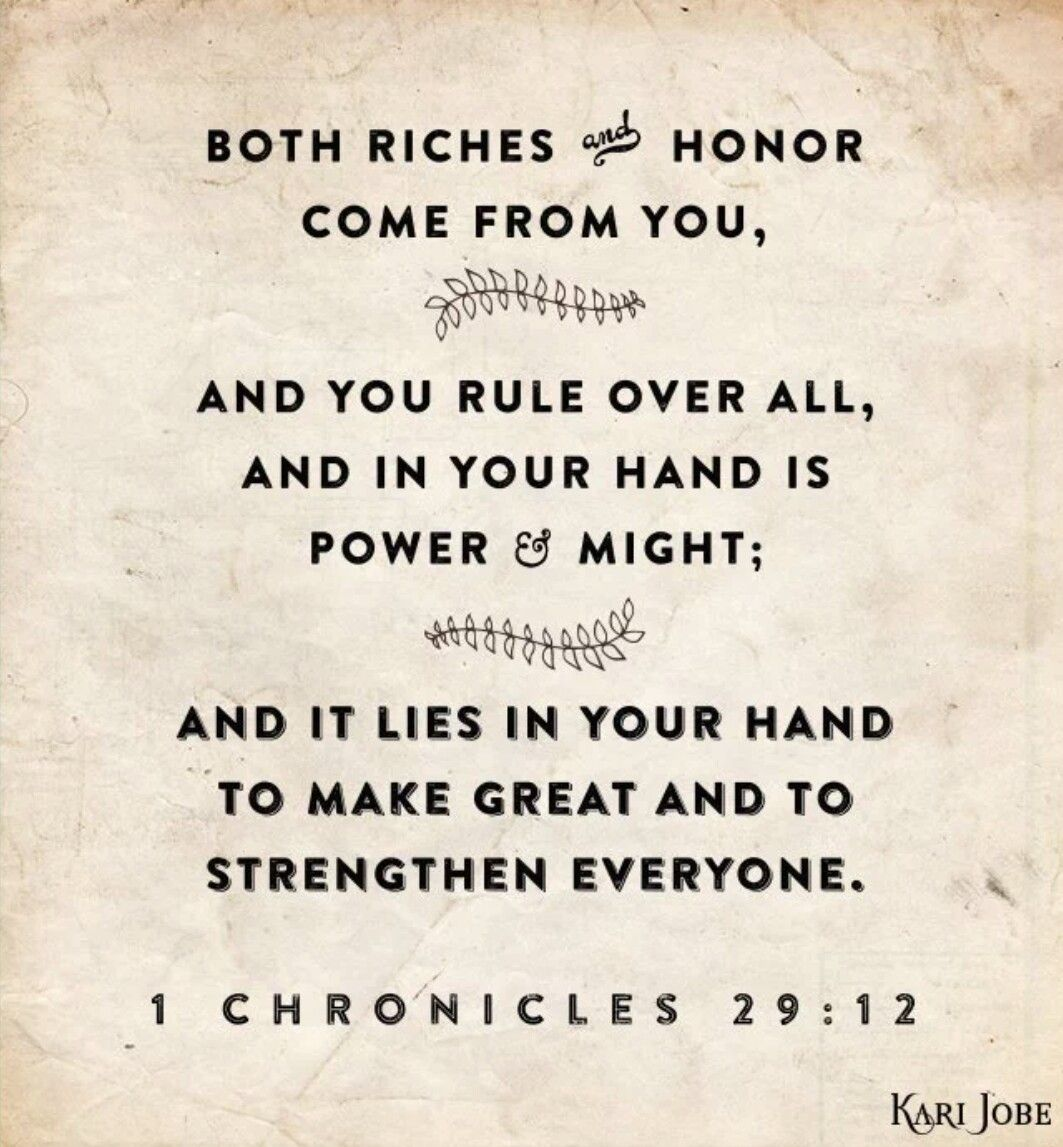 BOTH RICHES and HONOR
COME FROM YOU,
AND YOU RULE OVER ALL,
AND IN YOUR HAND IS
POWER & MIGHT;
AND IT LIES IN YOUR HAND
TO MAKE GREAT AND TO
STRENGTHEN EVERYONE.
1 CHRONICLES 29:12
KARI JOBE